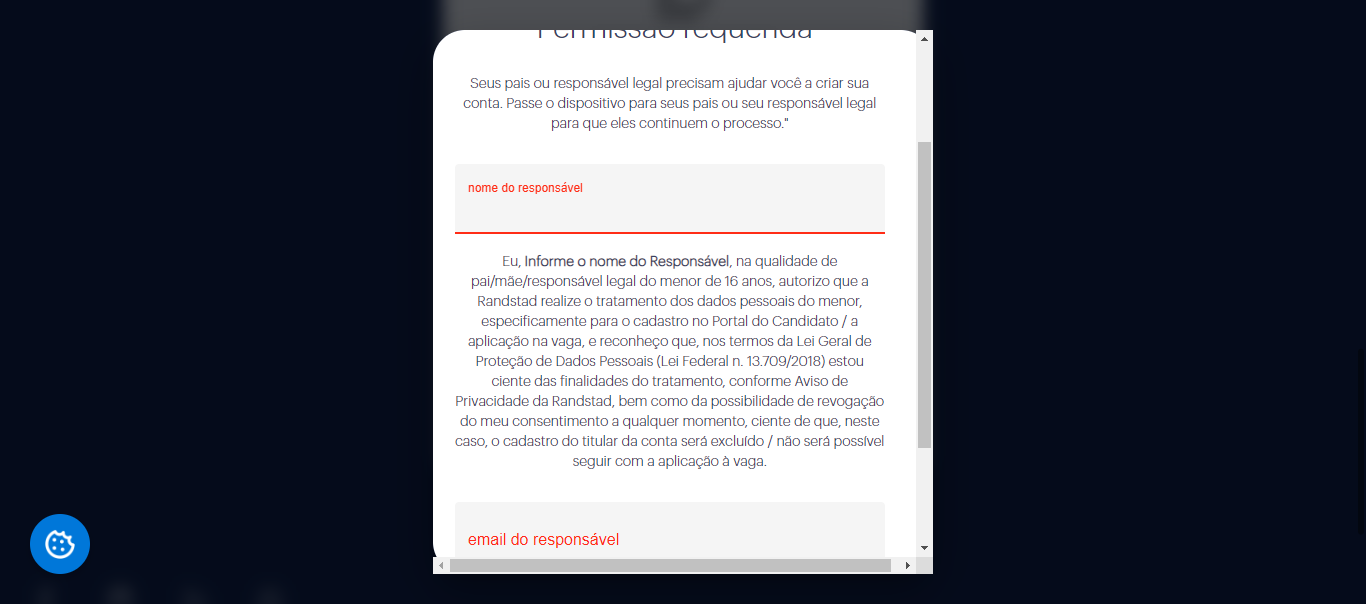 Permissão requerida
Seus pais ou responsável legal precisam ajudar você a criar sua
conta. Passe o dispositivo para seus pais ou seu responsável legal
para que eles continuem o processo."
nome do responsável
Eu, Informe o nome do Responsável, na qualidade de
pai/mãe/responsável legal do menor de 16 anos, autorizo que a
Randstad realize o tratamento dos dados pessoais do menor,
especificamente para o cadastro no Portal do Candidato / a
aplicação na vaga, e reconheço que, nos termos da Lei Geral de
Proteção de Dados Pessoais (Lei Federal n. 13.709/2018) estou
ciente das finalidades do tratamento, conforme Aviso de
Privacidade da Randstad, bem como da possibilidade de revogação
do meu consentimento a qualquer momento, ciente de que, neste
caso, o cadastro do titular da conta será excluído / não será possível
seguir com a aplicação à vaga.
email do responsável